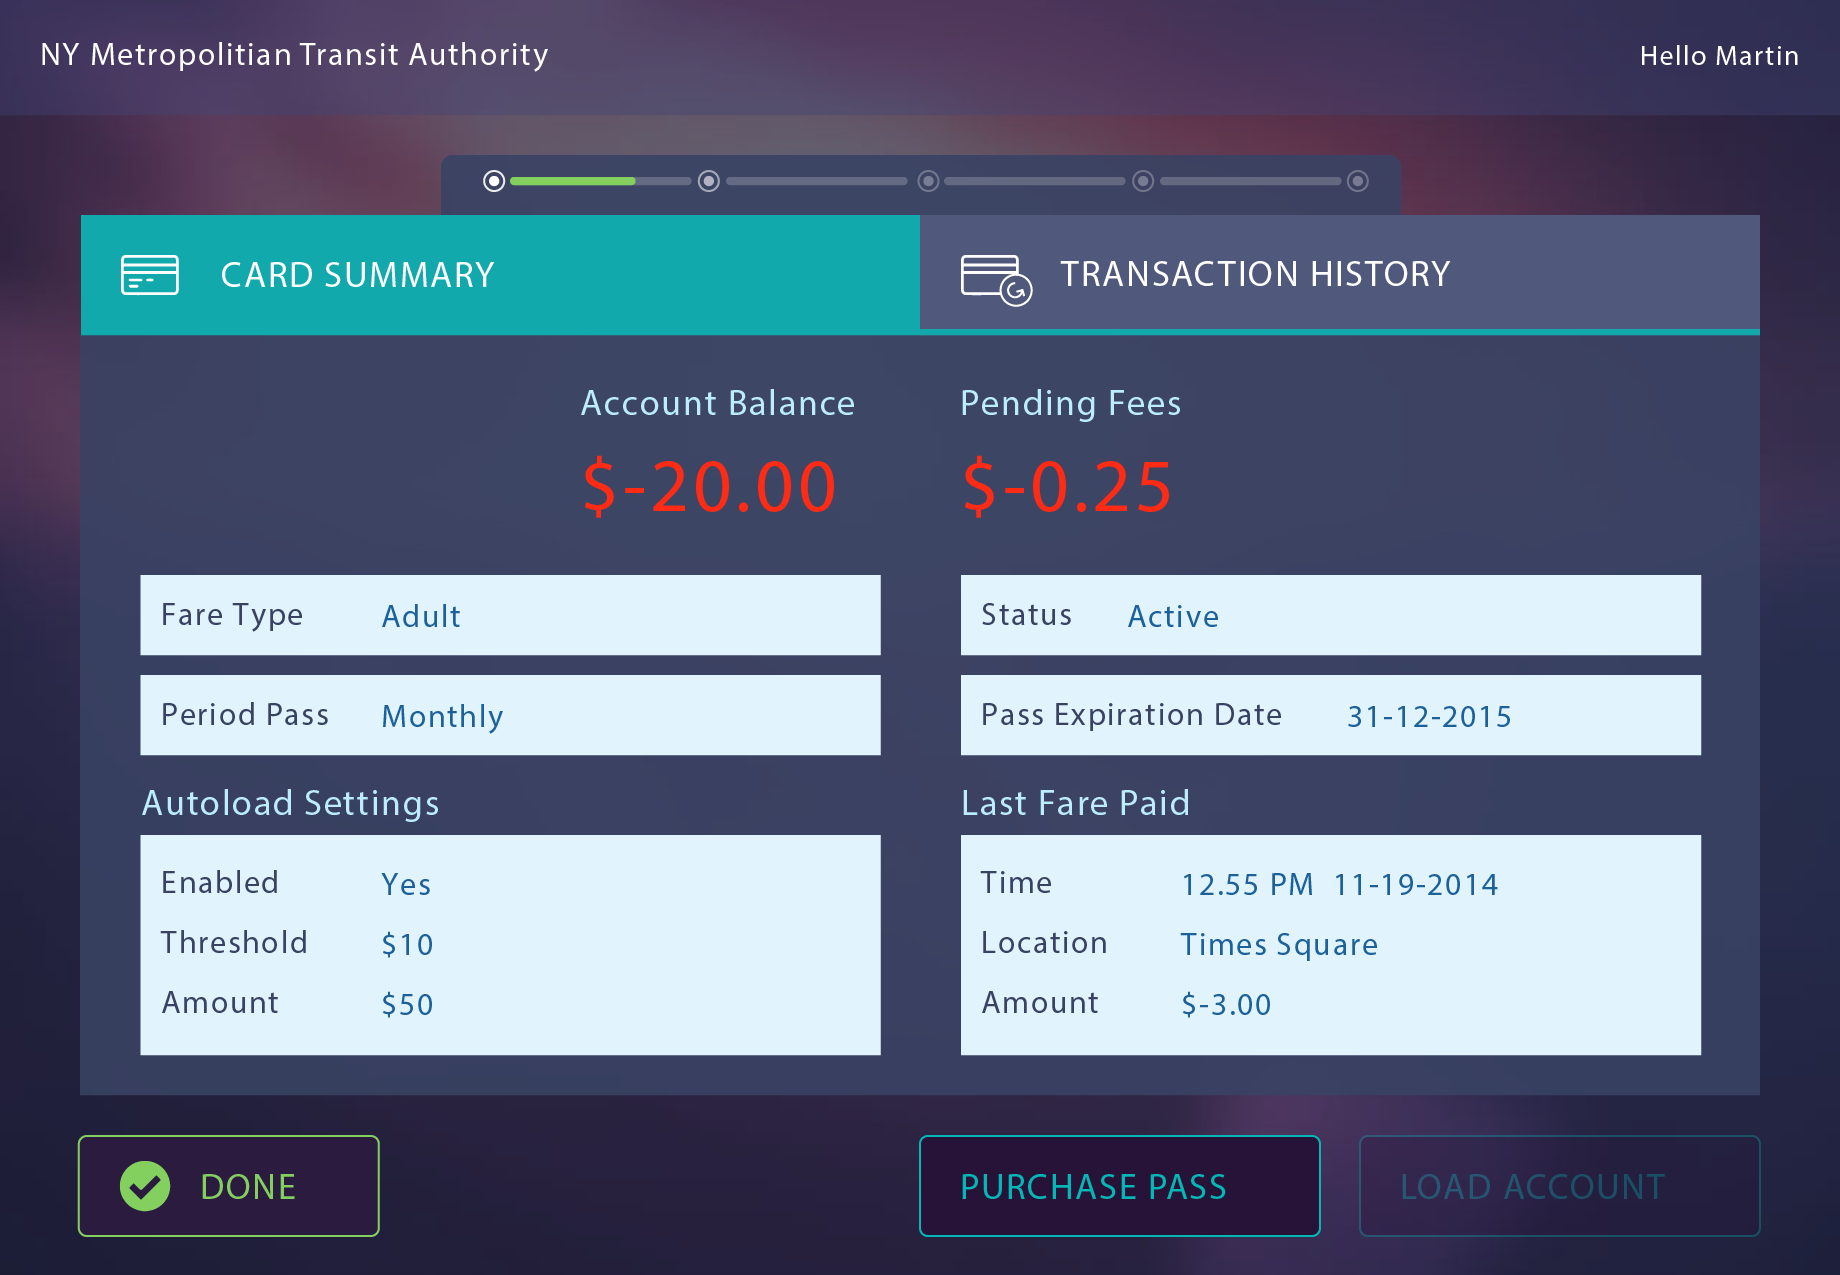 NY Metropolitian Transit Authority
Hello Martin
CARD SUMMARY
TRANSACTION HISTORY
Account Balance
Pending Fees
$-20.00
$-0.25
Fare Type Adult
Status Active
Period Pass Monthly
Pass Expiration Date 31-12-2015
Autoload Settings
Last Fare Paid
Enabled Yes
Time 12.55 PM 11-19-2014
Threshold $10
Location Times Square
Amount $50
Amount $-3.00
DONE
PURCHASE PASS
LOAD ACCOUNT